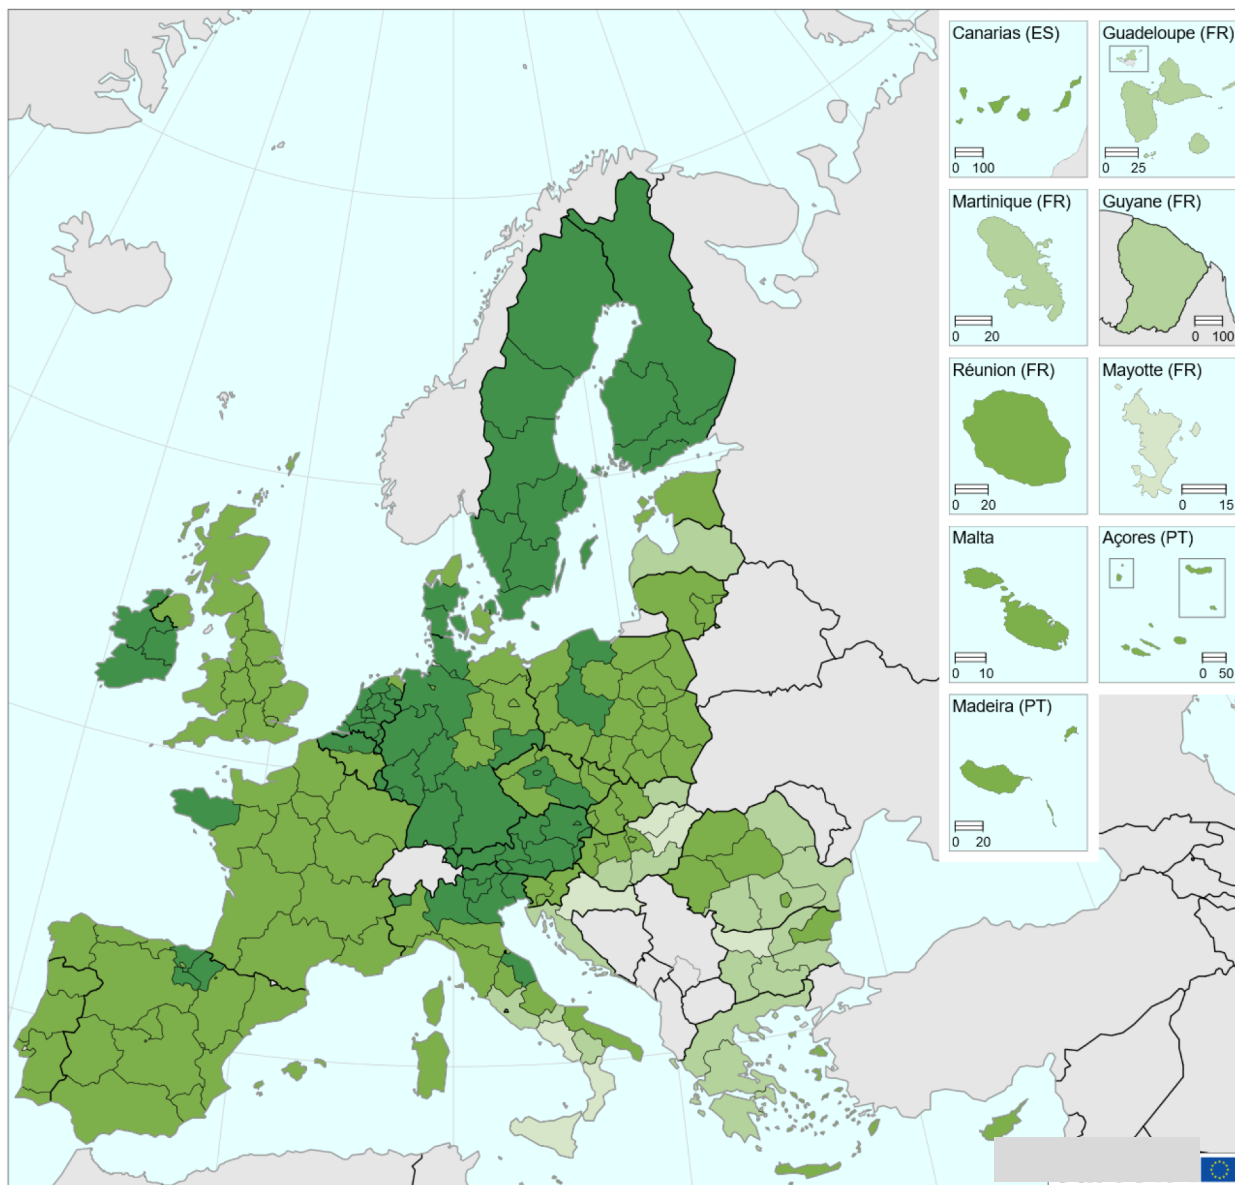 Canarias (ES)
0 100
Guadeloupe (FR)
0 25
Martinique (FR)
0 20
Guyane (FR)
0 100
Réunion (FR)
0 20
Mayotte (FR)
0 15
Malta
0 10
Açores (PT)
0 50
Madeira (PT)
0 20